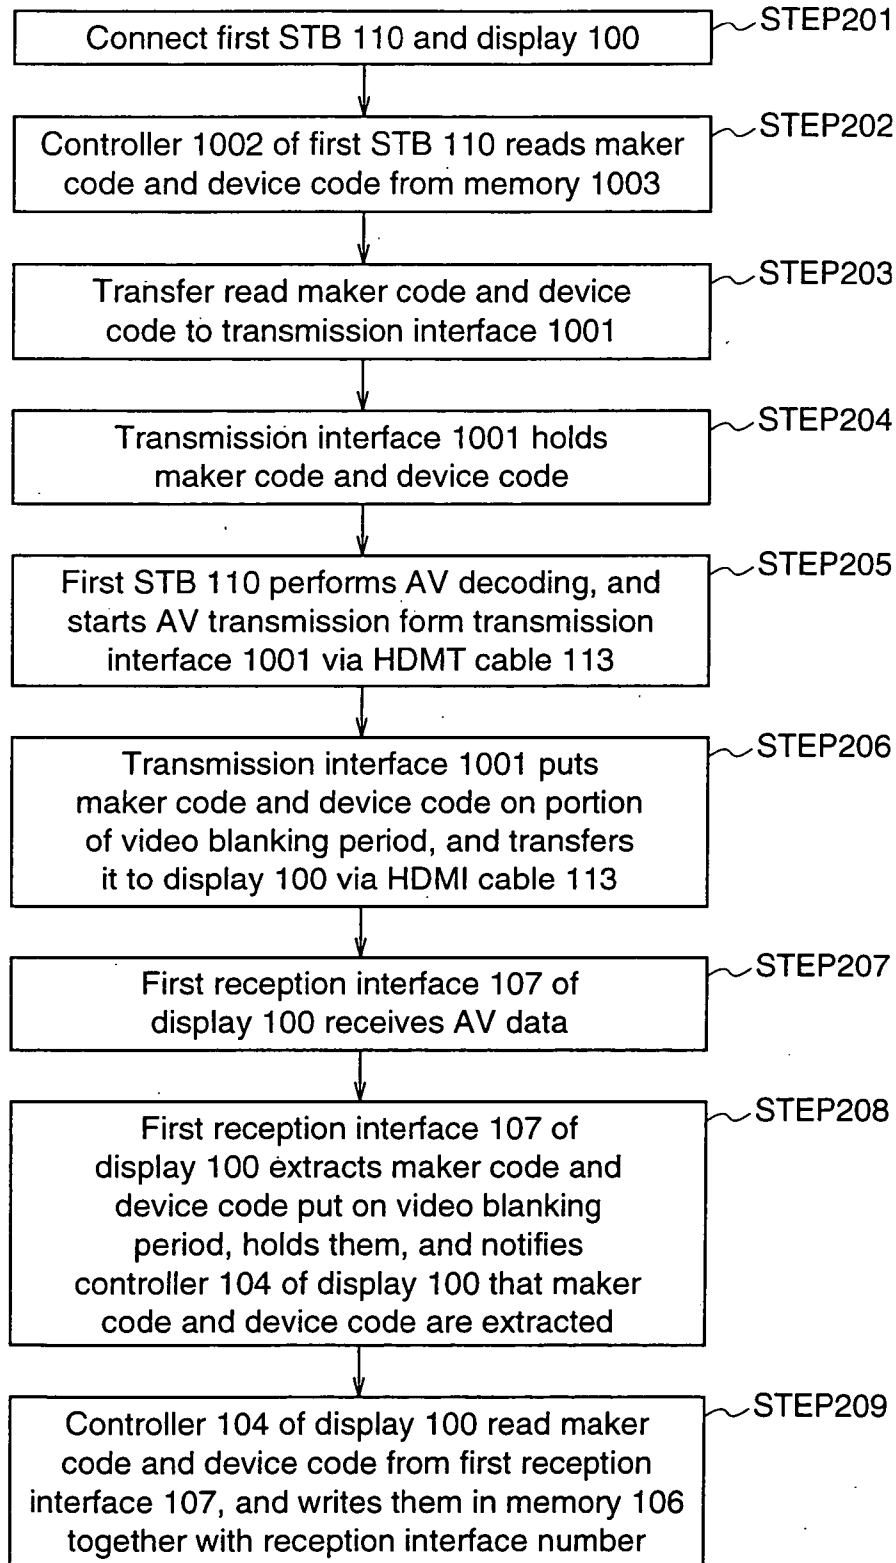 Connect first STB 110 and display 100
STEP201
Controller 1002 of first STB 110 reads maker
code and device code from memory 1003
STEP202
Transfer read maker code and device
code to transmission interface 1001
STEP203
Transmission interface 1001 holds
maker code and device code
STEP204
First STB 110 performs AV decoding, and
starts AV transmission form transmission
interface 1001 via HDMT cable 113
STEP205
Transmission interface 1001 puts
maker code and device code on portion
of video blanking period, and transfers
it to display 100 via HDMI cable 113
STEP206
First reception interface 107 of
display 100 receives AV data
STEP207
First reception interface 107 of
display 100 extracts maker code and
device code put on video blanking
period, holds them, and notifies
controller 104 of display 100 that maker
code and device code are extracted
STEP208
Controller 104 of display 100 read maker
code and device code from first reception
interface 107, and writes them in memory 106
together with reception interface number
STEP209